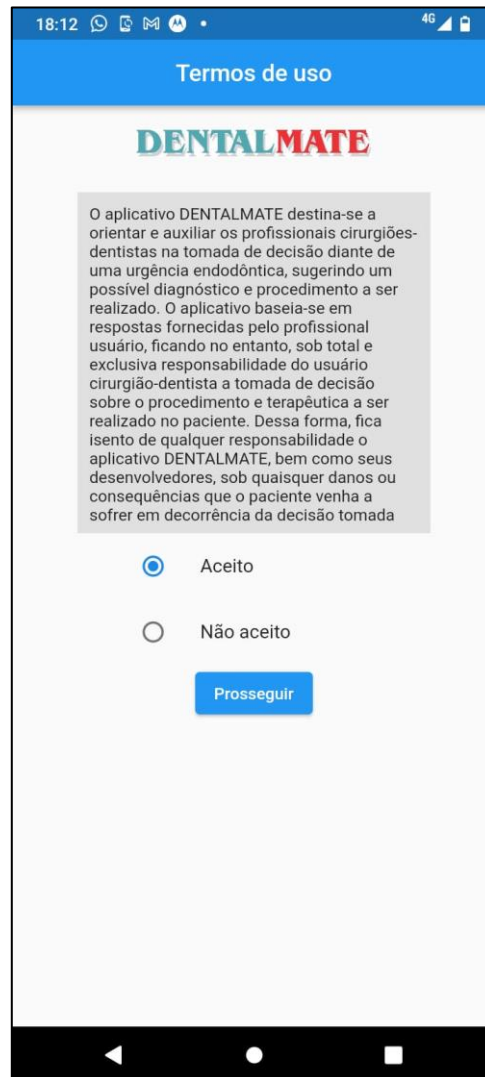 18:12
4G
Termos de uso
DENTALMATE
O aplicativo DENTALMATE destina-se a
orientar e auxiliar os profissionais cirurgiões-
dentistas na tomada de decisão diante de
uma urgência endodôntica, sugerindo um
possível diagnóstico e procedimento a ser
realizado. O aplicativo baseia-se em
respostas fornecidas pelo profissional
usuário, ficando no entanto, sob total e
exclusiva responsabilidade do usuário
cirurgião-dentista a tomada de decisão
sobre o procedimento e terapêutica a ser
realizado no paciente. Dessa forma, fica
isento de qualquer responsabilidade o
aplicativo DENTALMATE, bem como seus
desenvolvedores, sob quaisquer danos ou
consequências que o paciente venha a
sofrer em decorrência da decisão tomada
Aceito
Não aceito
Prosseguir